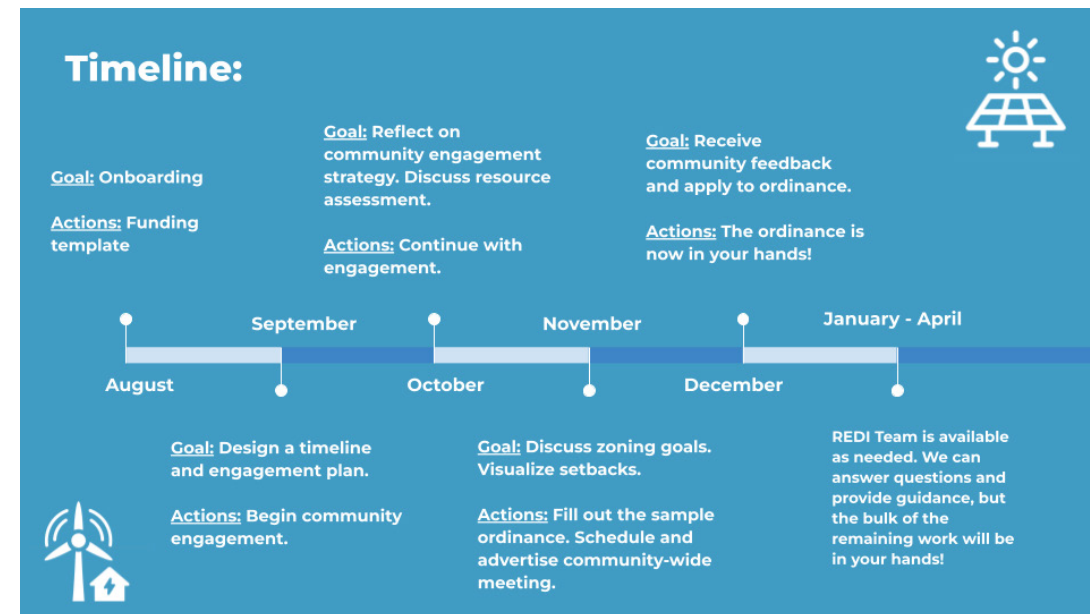 Timeline:
Goal: Onboarding
Actions: Funding
template
Goal: Reflect on
community engagement
strategy. Discuss resource
assessment.
Actions: Continue with
engagement.
Goal: Receive
community feedback
and apply to ordinance.
Actions: The ordinance is
now in your hands!
September
November
January - April
August
October
December
Goal: Design a timeline
and engagement plan.
Actions: Begin community
engagement.
Goal: Discuss zoning goals.
Visualize setbacks.
Actions: Fill out the sample
ordinance. Schedule and
advertise community-wide
meeting.
REDI Team is available
as needed. We can
answer questions and
provide guidance, but
the bulk of the
remaining work will be
in your hands!